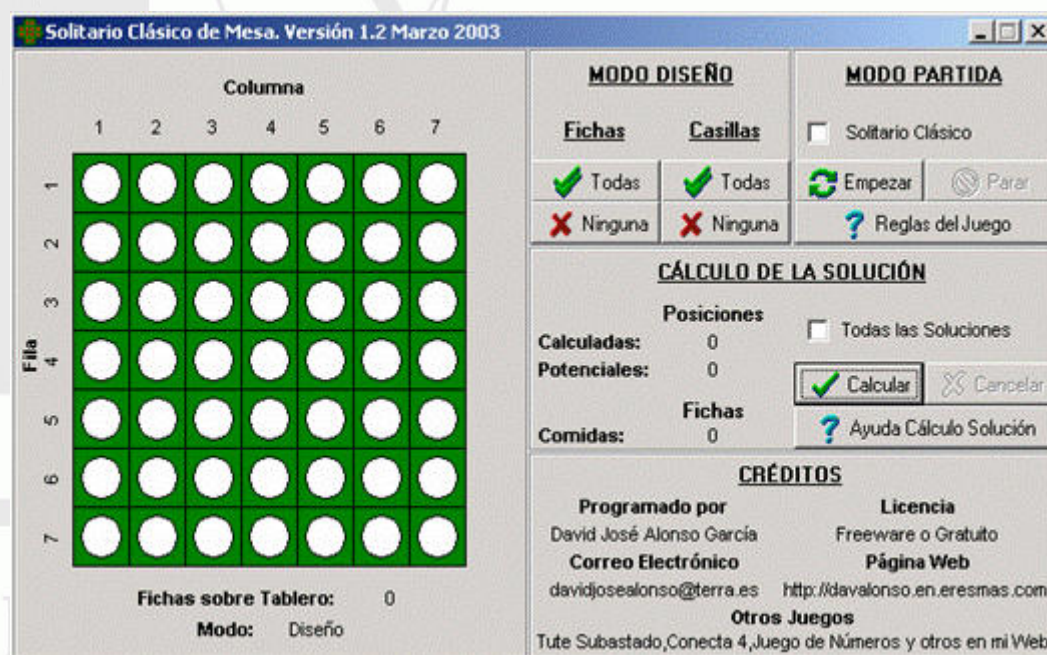 Solitario Clásico de Mesa. Versión 1.2 Marzo 2003
Columna
1 2 3 4 5 6 7
Fila
1
2
3
4
5
6
7
Fichas sobre Tablero: 0
Modo: Diseño
MODO DISEÑO
Fichas Casillas
Todas Todas
Ninguna Ninguna
MODO PARTIDA
Solitario Clásico
Empezar Parar
Reglas del Juego
CÁLCULO DE LA SOLUCIÓN
Posiciones
Calculadas: 0
Potenciales: 0
Fichas
Comidas: 0
Todas las Soluciones
Calcular Cancelar
Ayuda Cálculo Solución
CRÉDITOS
Programado por Licencia
David José Alonso García Freeware o Gratuito
Correo Electrónico Página Web
davidjosealonso@terra.es http://davalonso.en.eresmas.com
Otros Juegos
Tute Subastado,Conecta 4,Juego de Números y otros en mi Web